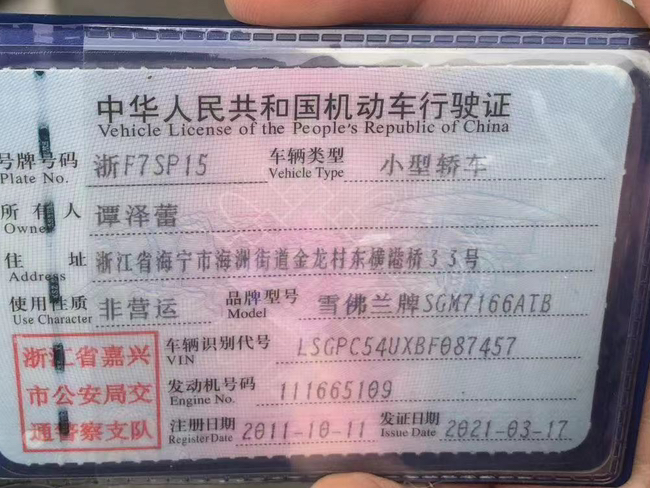 中华人民共和国机动车行驶证
Vehicle License of the People's Republic of China
号牌号码 浙F7SP15 车辆类型 小型轿车
Plate No. Vehicle Type
所有人 谭泽蕾
Owner
住址 浙江省海宁市海洲街道金龙村东横港桥33号
Address
使用性质 非营运 品牌型号 雪佛兰牌SGM7166ATB
Use Character Model
浙江省嘉兴 车辆识别代号 LSGPC54UXBF087457
VIN
市公安局交 发动机号码 111665109
Engine No.
通警察支队 注册日期 2011-10-11 发证日期 2021-03-17
Register Date Issue Date